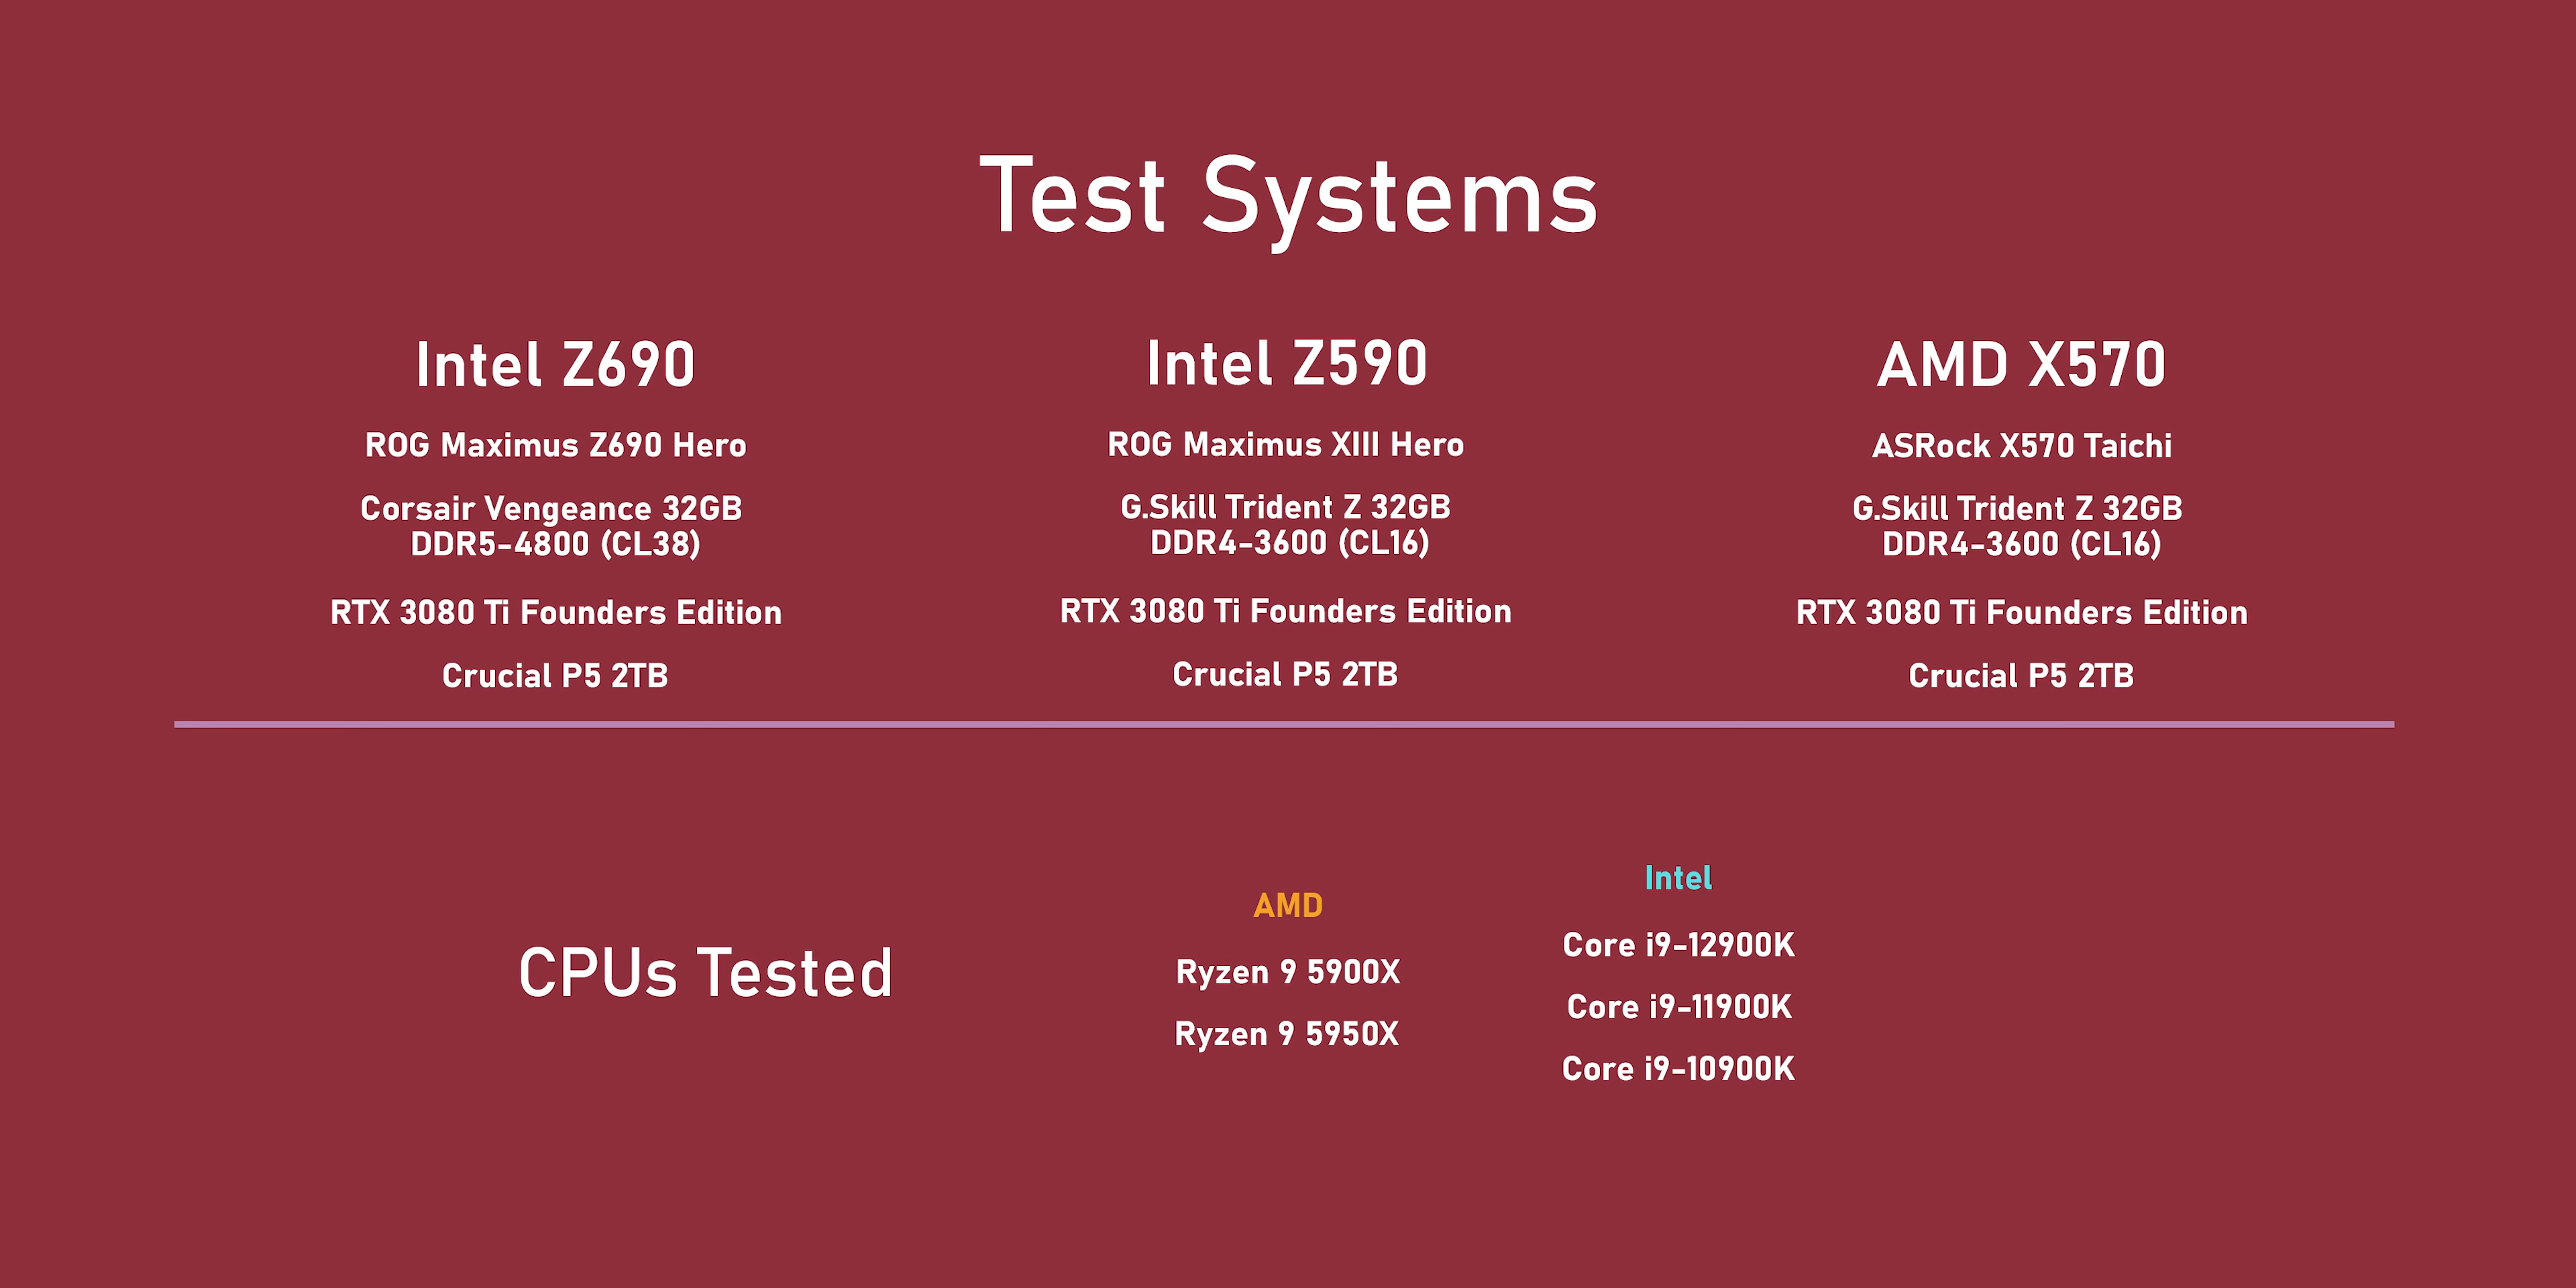 Test Systems
Intel Z690
ROG Maximus Z690 Hero
Corsair Vengeance 32GB
DDR5-4800 (CL38)
RTX 3080 Ti Founders Edition
Crucial P5 2TB
Intel Z590
ROG Maximus XIII Hero
G.Skill Trident Z 32GB
DDR4-3600 (CL16)
RTX 3080 Ti Founders Edition
Crucial P5 2TB
AMD X570
ASRock X570 Taichi
G.Skill Trident Z 32GB
DDR4-3600 (CL16)
RTX 3080 Ti Founders Edition
Crucial P5 2TB
CPUs Tested
AMD
Ryzen 9 5900X
Ryzen 9 5950X
Intel
Core i9-12900K
Core i9-11900K
Core i9-10900K